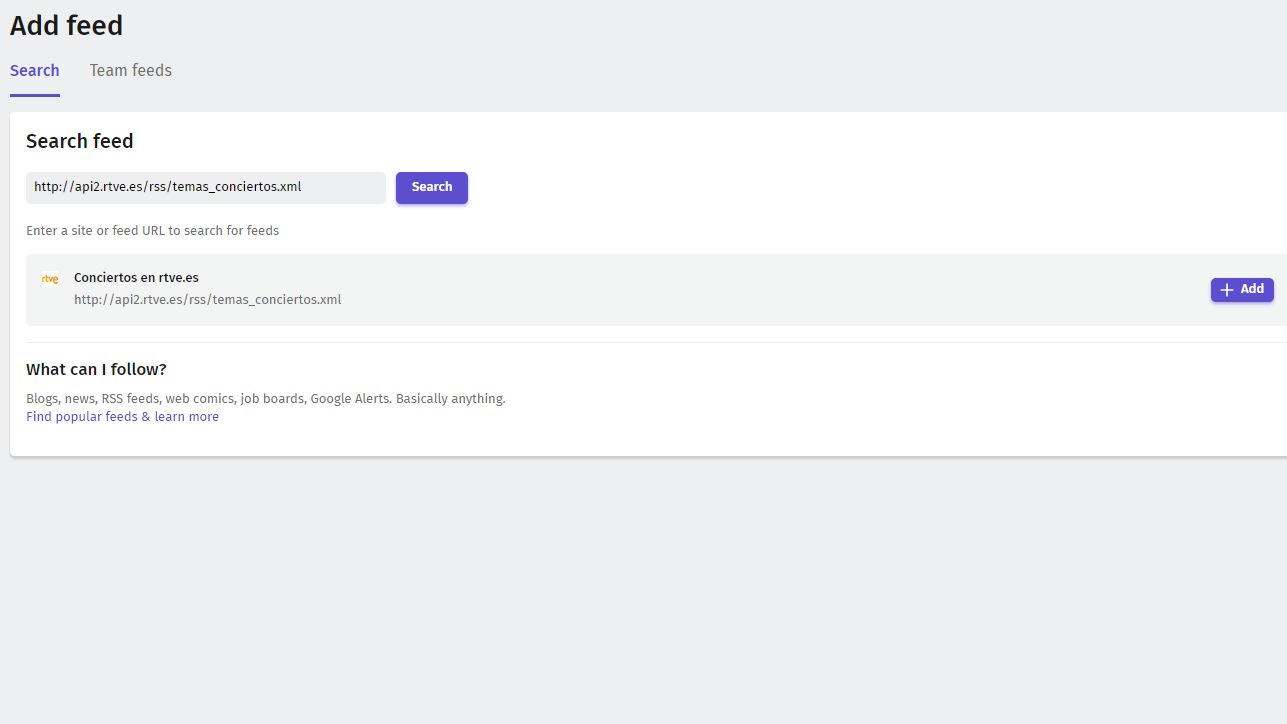 Add feed
Search
Team feeds
Search feed
http://api2.rtve.es/rss/temas_conciertos.xml
Search
Enter a site or feed URL to search for feeds
rtve
Conciertos en rtve.es
http://api2.rtve.es/rss/temas_conciertos.xml
Add
What can I follow?
Blogs, news, RSS feeds, web comics, job boards, Google Alerts. Basically anything.
Find popular feeds & learn more